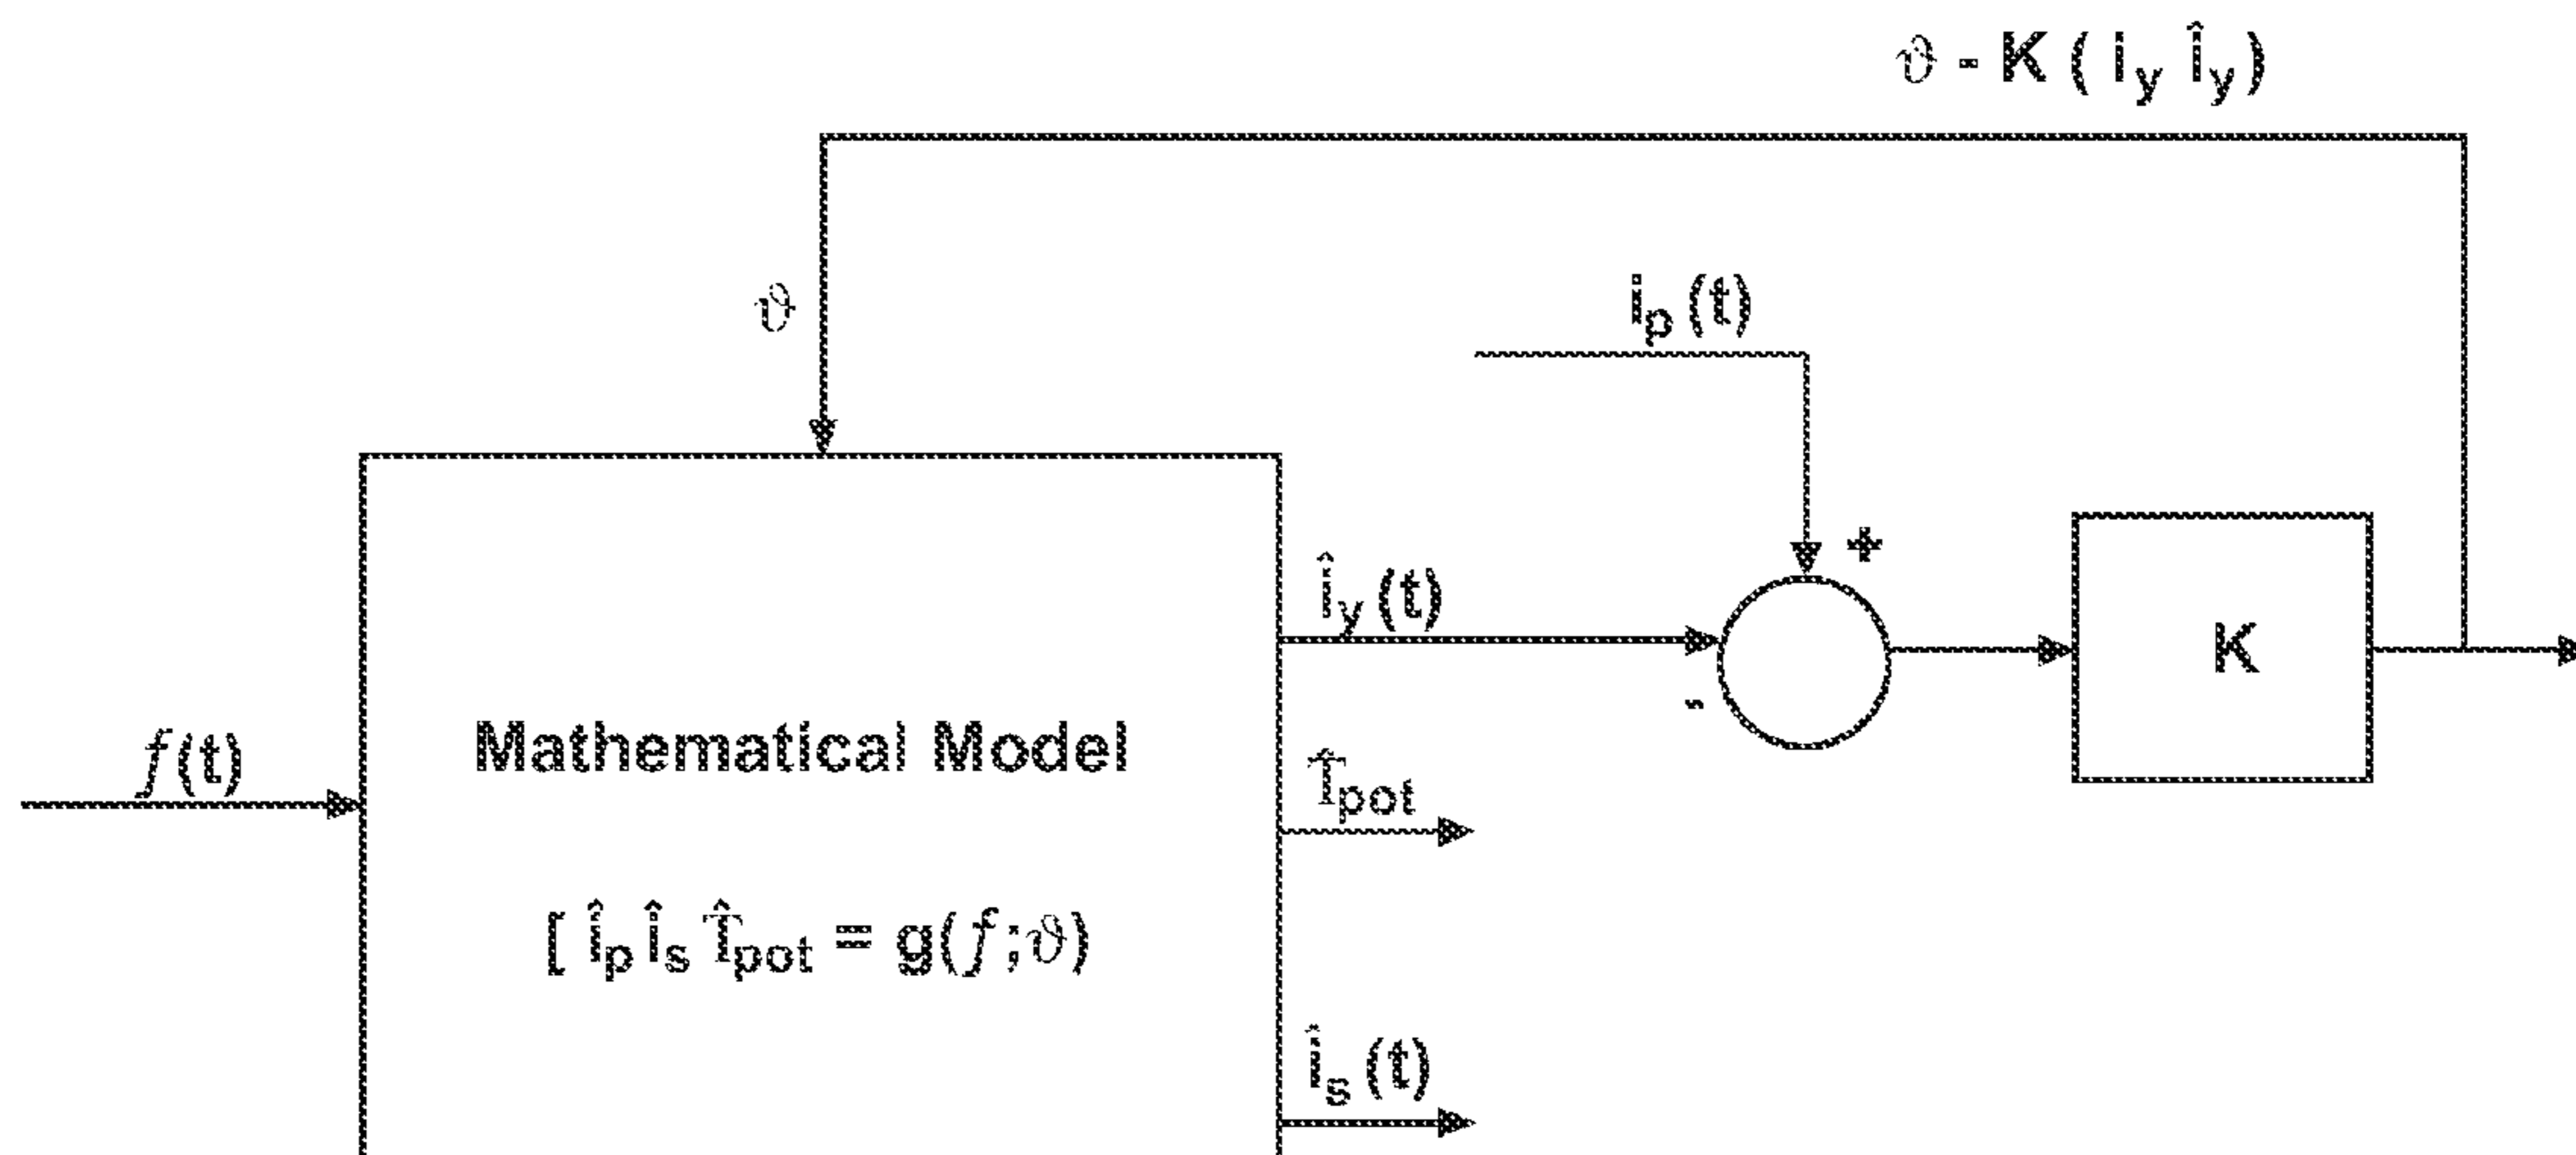 ϑ - K ( i_y î_y)
ϑ
i_p (t)
+
î_y (t)
K
-
f(t)
Mathematical Model
T̂_pot
[ î_p î_s T̂_pot = g(f;ϑ)
î_s (t)